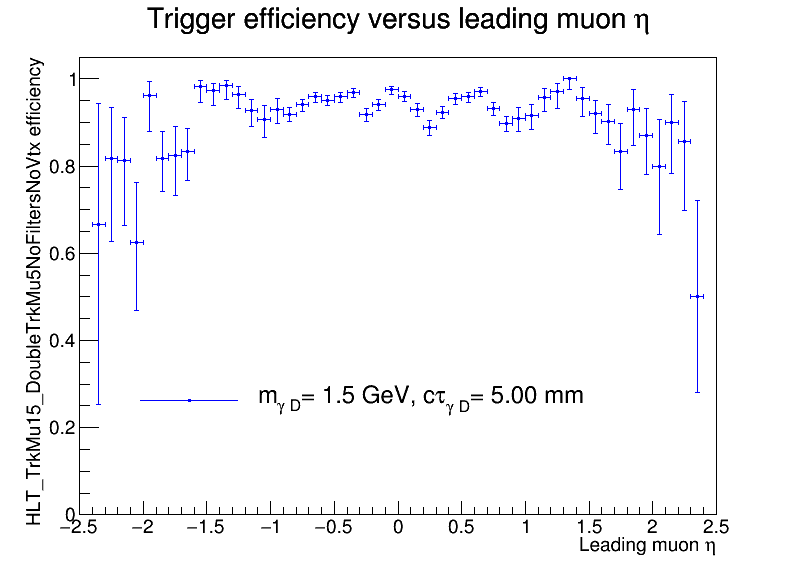 Trigger efficiency versus leading muon η
HLT_TrkMu15_DoubleTrkMu5NoFiltersNoVtx efficiency
1
0.8
0.6
0.4
0.2
0
mγ D= 1.5 GeV, cτγ D= 5.00 mm
−2.5 −2 −1.5 −1 −0.5 0 0.5 1 1.5 2 2.5
Leading muon η